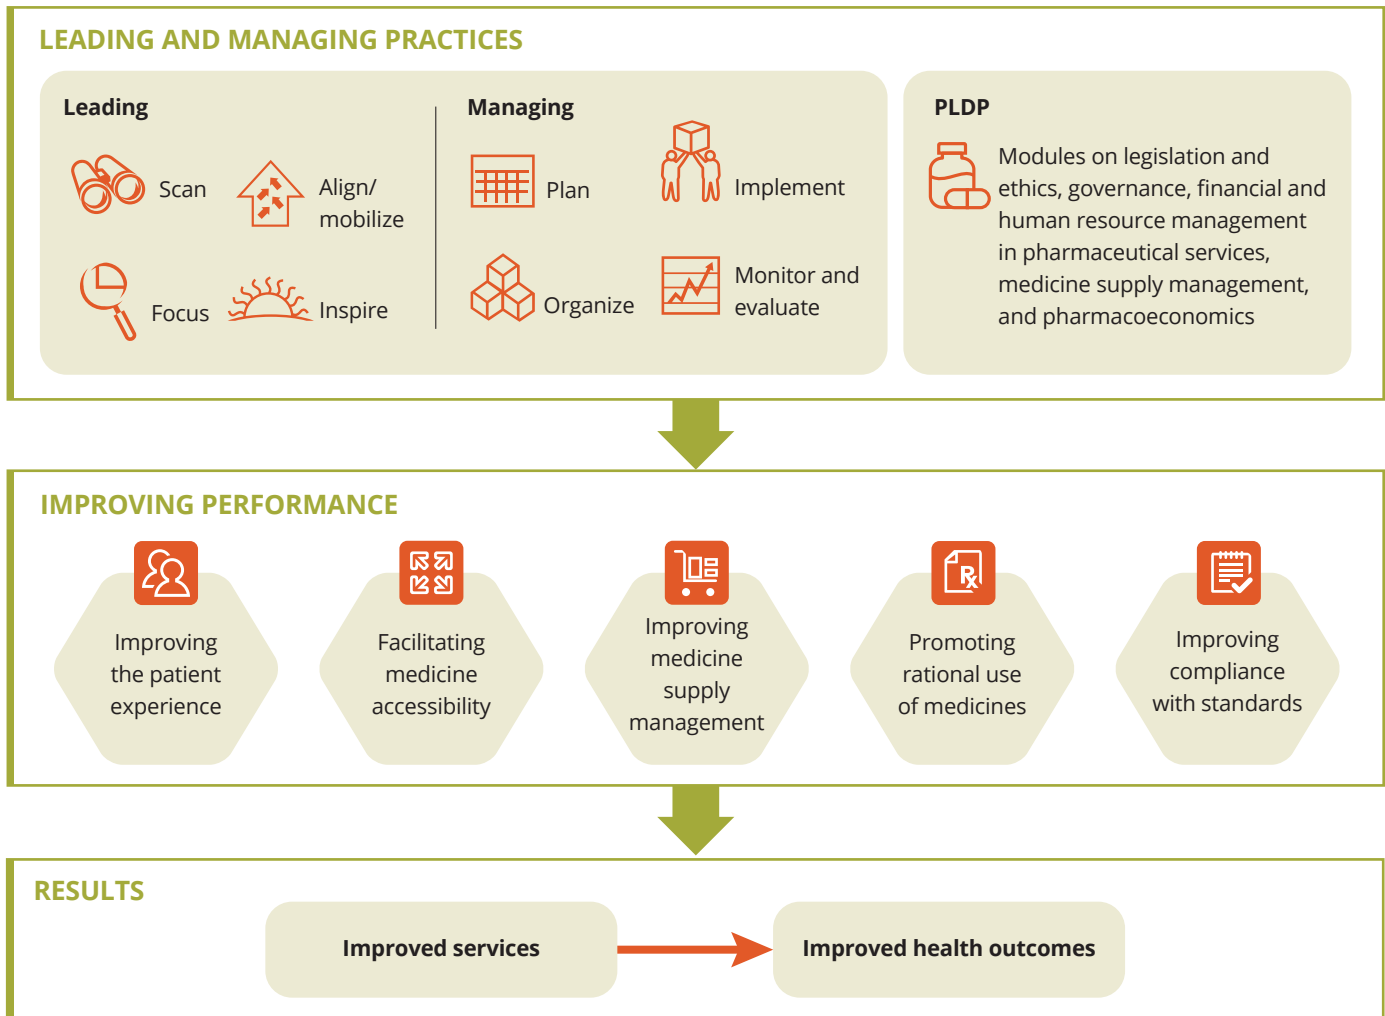 LEADING AND MANAGING PRACTICES
Leading
Scan
Align/
mobilize
Focus
Inspire
Managing
Plan
Implement
Organize
Monitor and
evaluate
PLDP
Modules on legislation and
ethics, governance, financial and
human resource management
in pharmaceutical services,
medicine supply management,
and pharmacoeconomics
IMPROVING PERFORMANCE
Improving
the patient
experience
Facilitating
medicine
accessibility
Improving
medicine
supply
management
Rx
Promoting
rational use
of medicines
Improving
compliance
with standards
RESULTS
Improved services
Improved health outcomes